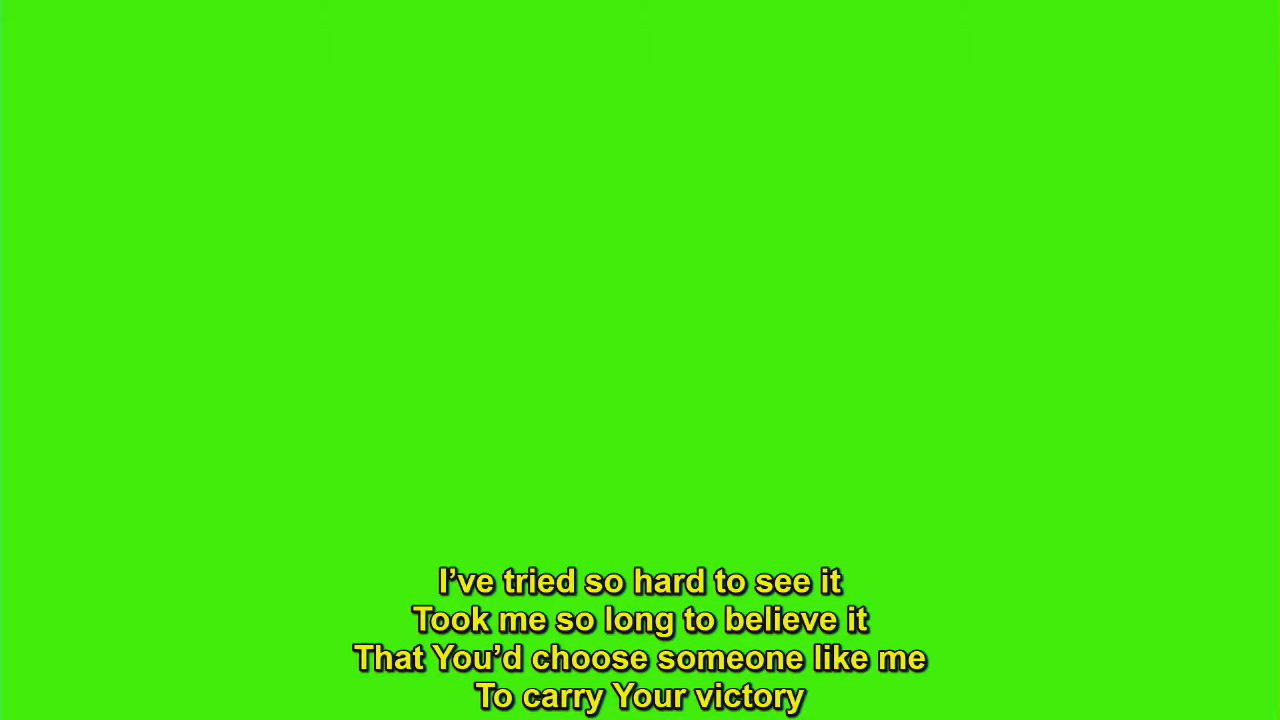 I’ve tried so hard to see it
Took me so long to believe it
That You’d choose someone like me
To carry Your victory